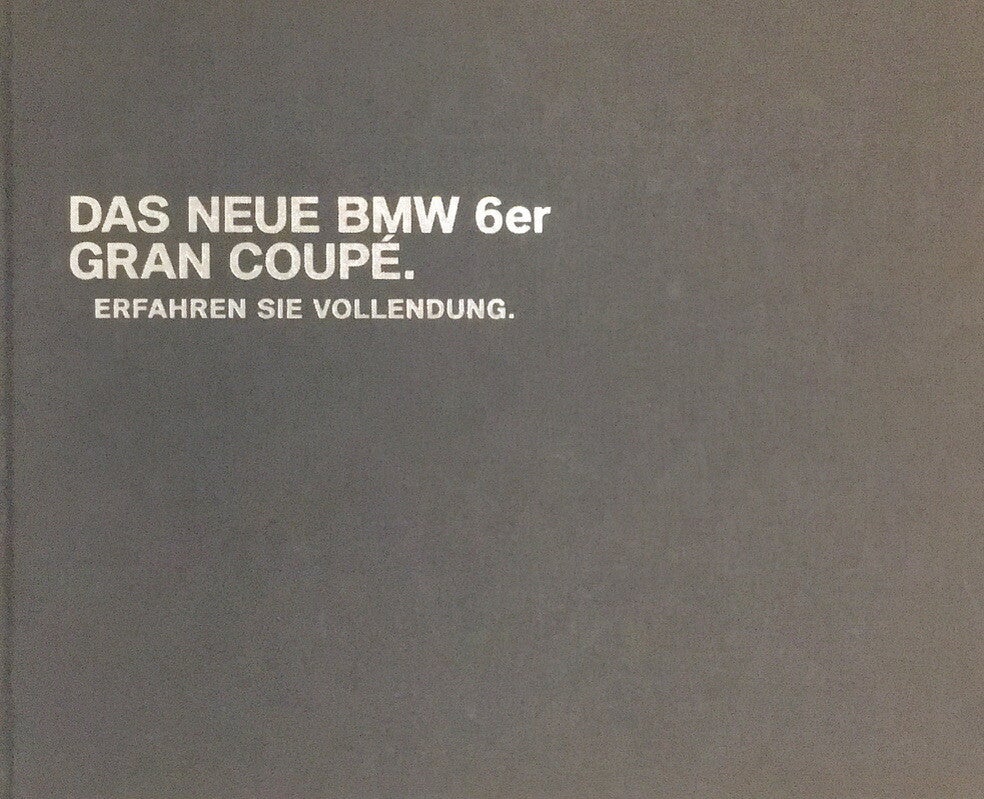 DAS NEUE BMW 6er
GRAN COUPÉ.
ERFAHREN SIE VOLLENDUNG.